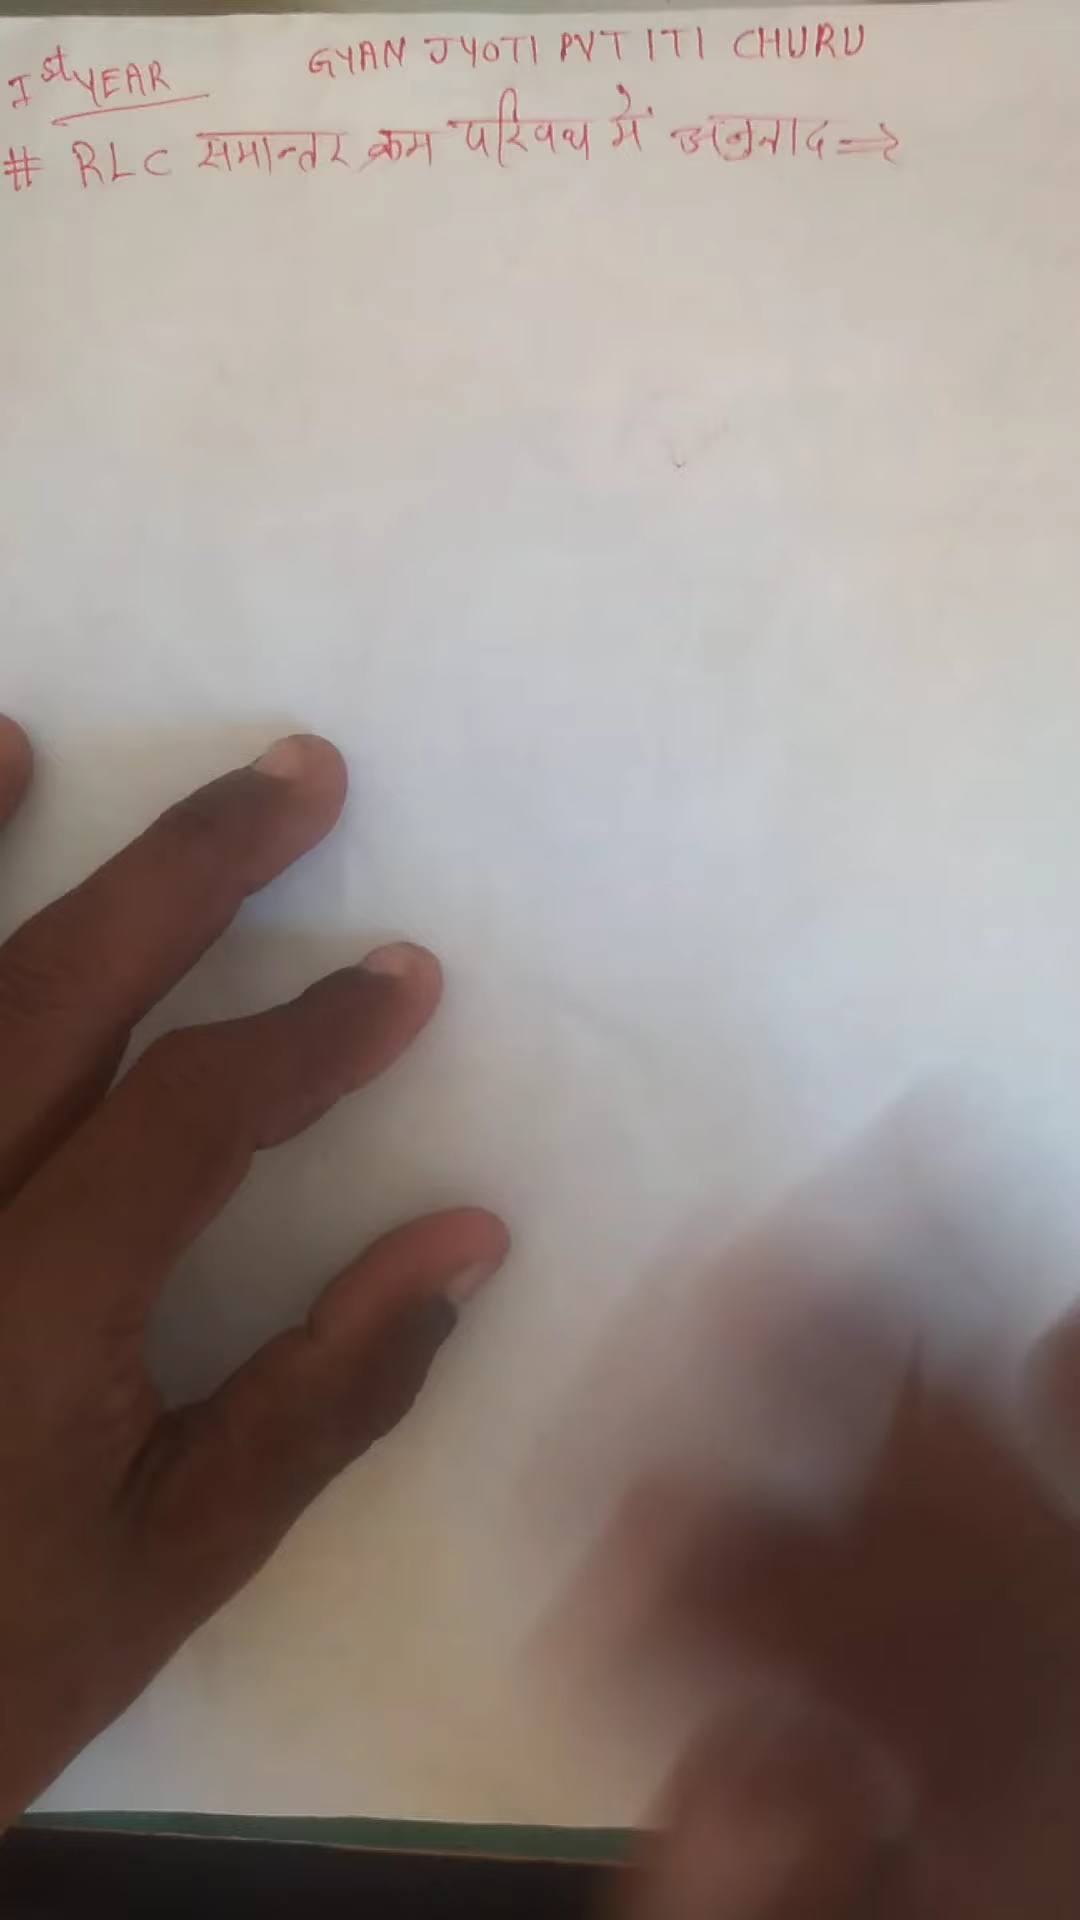 Ist YEAR GYAN JYOTI PVT ITI CHURU
# RLC समान्तर क्रम परिपथ में अनुनाद ⇒